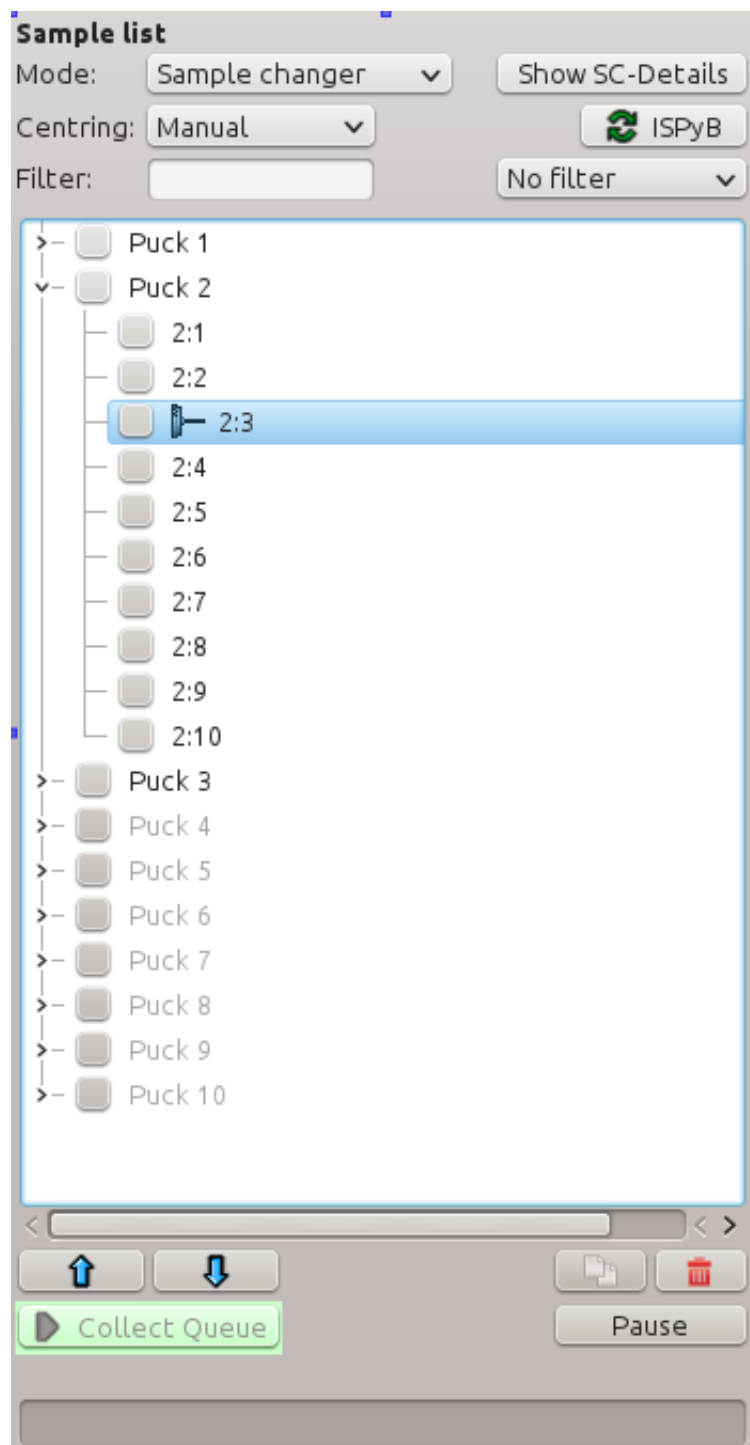 Sample list
Mode: Sample changer Show SC-Details
Centring: Manual ISPyB
Filter: No filter
Puck 1
Puck 2
2:1
2:2
2:3
2:4
2:5
2:6
2:7
2:8
2:9
2:10
Puck 3
Puck 4
Puck 5
Puck 6
Puck 7
Puck 8
Puck 9
Puck 10
Collect Queue Pause